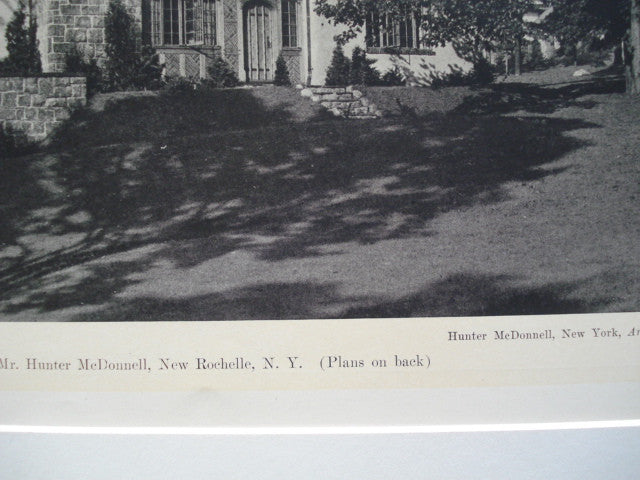 Hunter McDonnell, New York, Ar
Mr. Hunter McDonnell, New Rochelle, N. Y. (Plans on back)